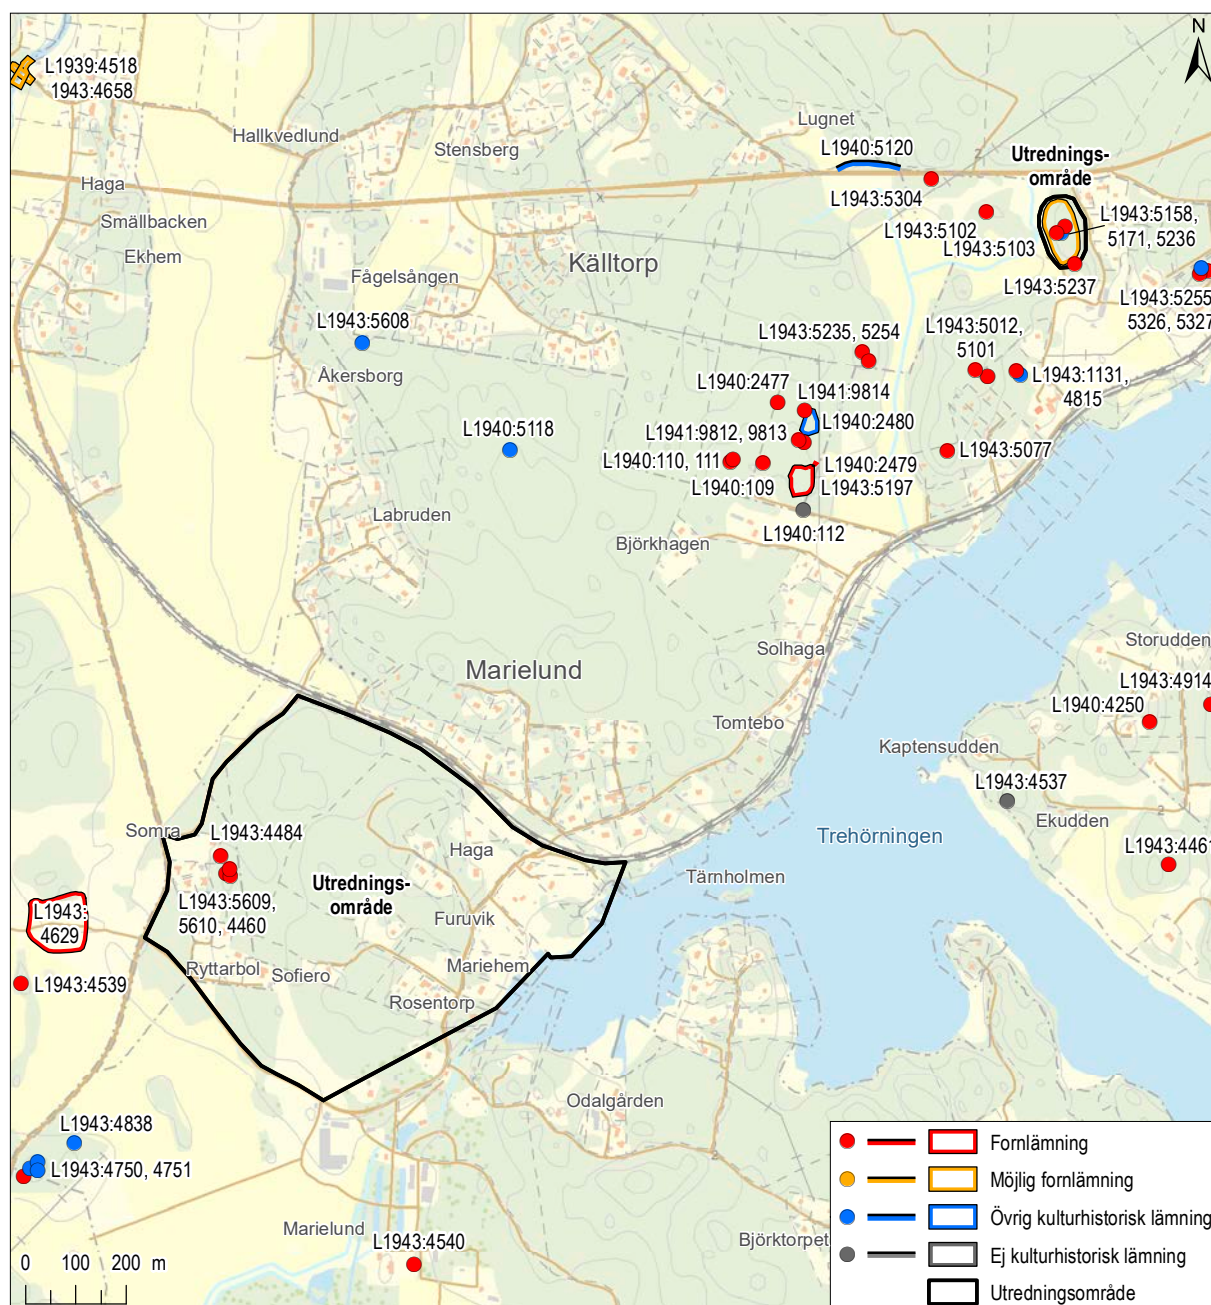 N
L1939:4518
1943:4658
Lugnet
Hallkvedlund
L1940:5120
Stensberg
2
Utrednings-
område
Haga
L1943:5304
Smällbacken
L1943:5102
L1943:5158,
5171, 5236
Ekhem
L1943:5103
Källtorp
Fågelsången
L1943:5237
L1943:5255
5326, 5327
L1943:5608
L1943:5235, 5254
L1943:5012,
5101
Åkersborg
L1940:2477
L1941:9814
L1943:1131,
4815
L1940:2480
L1940:5118
L1941:9812, 9813
L1943:5077
L1940:110, 111
L1940:2479
L1940:109
L1943:5197
Labruden
L1940:112
Björkhagen
Storudden
Solhaga
Marielund
L1943:4914
L1940:4250
Tomtebo
Kaptensudden
L1943:4537
2
Ekudden
Somra
L1943:4484
Trehörningen
Haga
L1943:4461
Tärnholmen
Utrednings-
område
L1943:5609,
5610, 4460
L1943:
4629
Furuvik
Mariehem
Ryttarbol
Sofiero
L1943:4539
Rosentorp
Odalgården
L1943:4838
2
L1943:4750, 4751
Marielund
L1943:4540
Björktorpet
0 100 200 m
Fornlämning
Möjlig fornlämning
Övrig kulturhistorisk lämning
Ej kulturhistorisk lämning
Utredningsområde